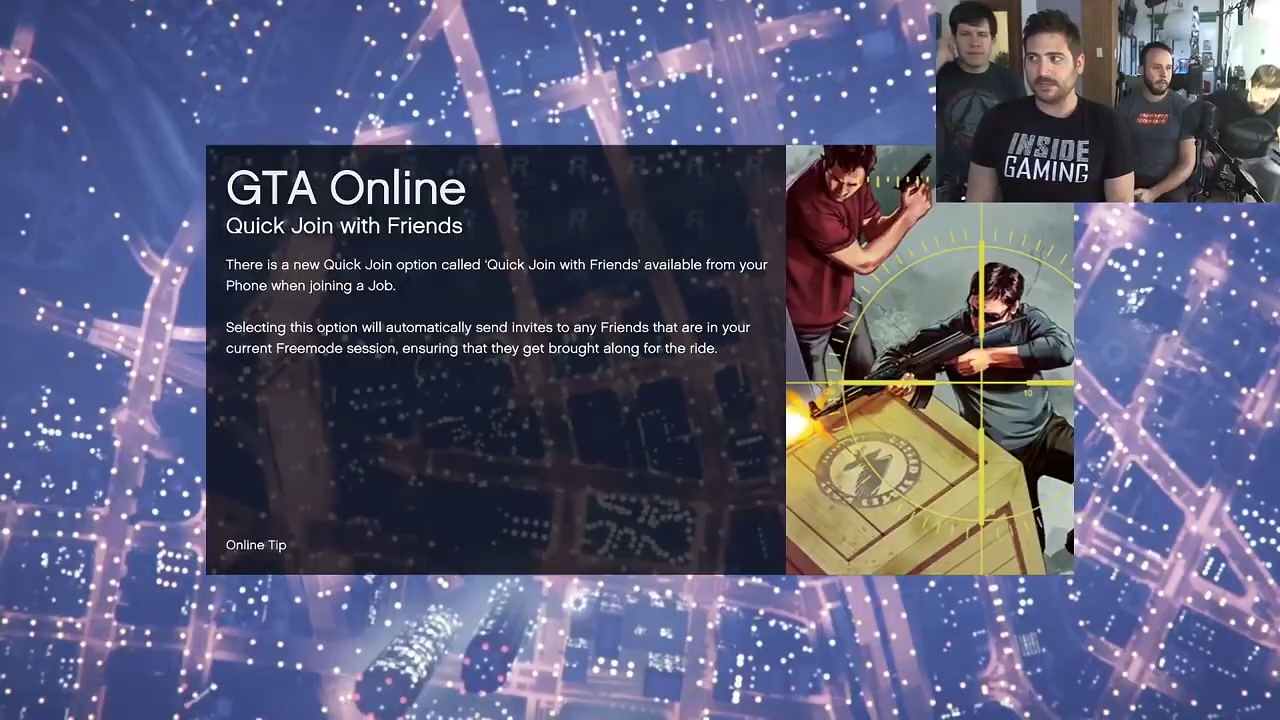 GTA Online
Quick Join with Friends
There is a new Quick Join option called ‘Quick Join with Friends’ available from your
Phone when joining a Job.
Selecting this option will automatically send invites to any Friends that are in your
current Freemode session, ensuring that they get brought along for the ride.
Online Tip
INSIDE
GAMING
10